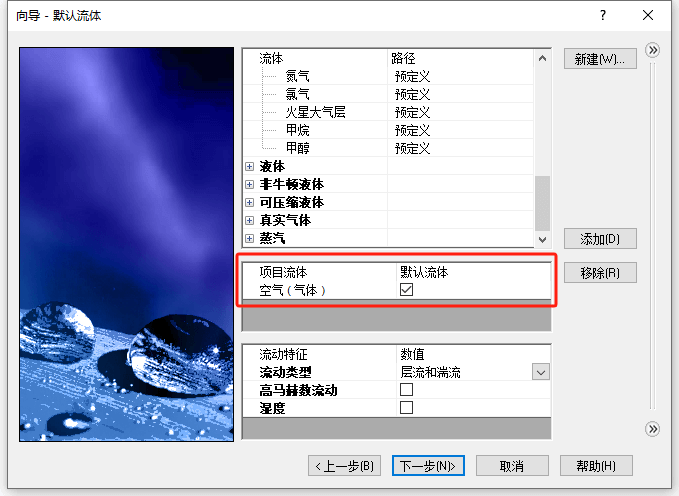 向导 - 默认流体
流体 路径
氮气 预定义
氯气 预定义
火星大气层 预定义
甲烷 预定义
甲醇 预定义
液体
非牛顿液体
可压缩液体
真实气体
蒸汽
新建(W)...
添加(D)
项目流体 默认流体
空气 ( 气体 )
移除(R)
流动特征 数值
流动类型 层流和湍流
高马赫数流动
湿度
< 上一步(B) 下一步(N)> 取消 帮助(H)